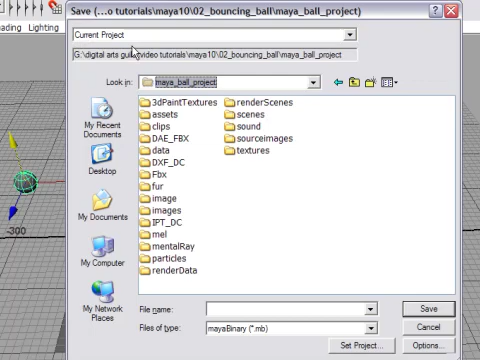 Save (...o tutorials\maya10\02_bouncing_ball\maya_ball_project)
Lighting
Current Project
G:\digital arts guild\video tutorials\maya10\02_bouncing_ball\maya_ball_project
Look in: maya_ball_project
3dPaintTextures renderScenes
assets scenes
clips sound
DAE_FBX sourceimages
data textures
DXF_DC
Fbx
fur
image
images
IPT_DC
mel
mentalRay
particles
renderData
My Recent
Documents
Desktop
My Documents
My Computer
My Network
Places
-300
File name: Save
Files of type: mayaBinary (*.mb) Cancel
Set Project... Options...